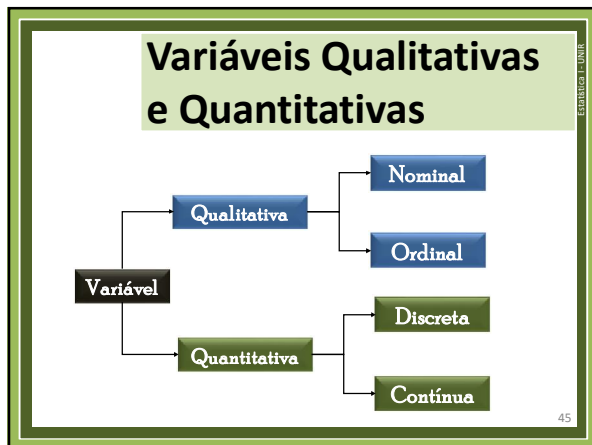 Variáveis Qualitativas
e Quantitativas
Estatística I - UNIR
Nominal
Qualitativa
Ordinal
Variável
Discreta
Quantitativa
Contínua
45